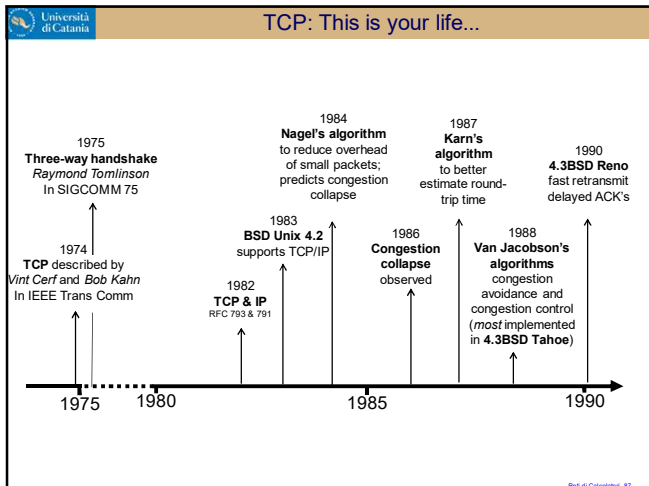 Università
di Catania
TCP: This is your life...
1975
Three-way handshake
Raymond Tomlinson
In SIGCOMM 75
1974
TCP described by
Vint Cerf and Bob Kahn
In IEEE Trans Comm
1982
TCP & IP
RFC 793 & 791
1983
BSD Unix 4.2
supports TCP/IP
1984
Nagel's algorithm
to reduce overhead
of small packets;
predicts congestion
collapse
1986
Congestion
collapse
observed
1987
Karn's
algorithm
to better
estimate round-
trip time
1988
Van Jacobson's
algorithms
congestion
avoidance and
congestion control
(most implemented
in 4.3BSD Tahoe)
1990
4.3BSD Reno
fast retransmit
delayed ACK's
1975
1980
1985
1990
Reti di Calcolatori 87